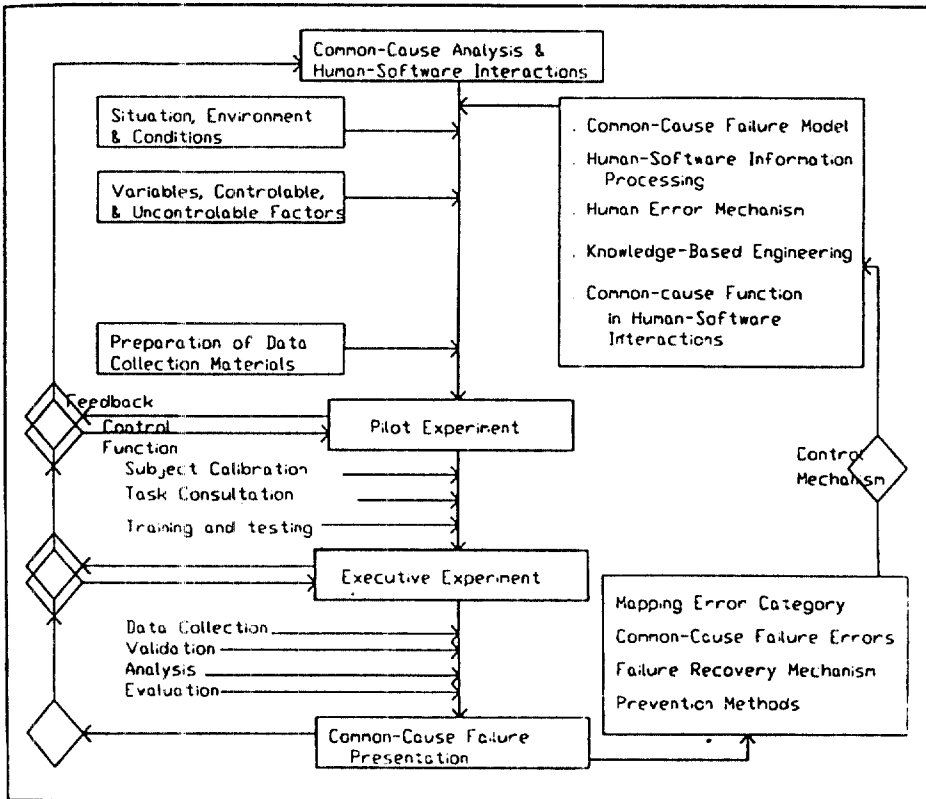 Common-Cause Analysis &
Human-Software Interactions
Situation, Environment
& Conditions
Variables, Controlable,
& Uncontrolable Factors
. Common-Cause Failure Model
. Human-Software Information
Processing
. Human Error Mechanism
. Knowledge-Based Engineering
. Common-cause Function
in Human-Software
Interactions
Preparation of Data
Collection Materials
Feedback
Control
Function
Pilot Experiment
Subject Calibration
Task Consultation
Training and testing
Control
Mechanism
Executive Experiment
Data Collection
Validation
Analysis
Evaluation
Mapping Error Category
Common-Cause Failure Errors
Failure Recovery Mechanism
Prevention Methods
Common-Cause Failure
Presentation